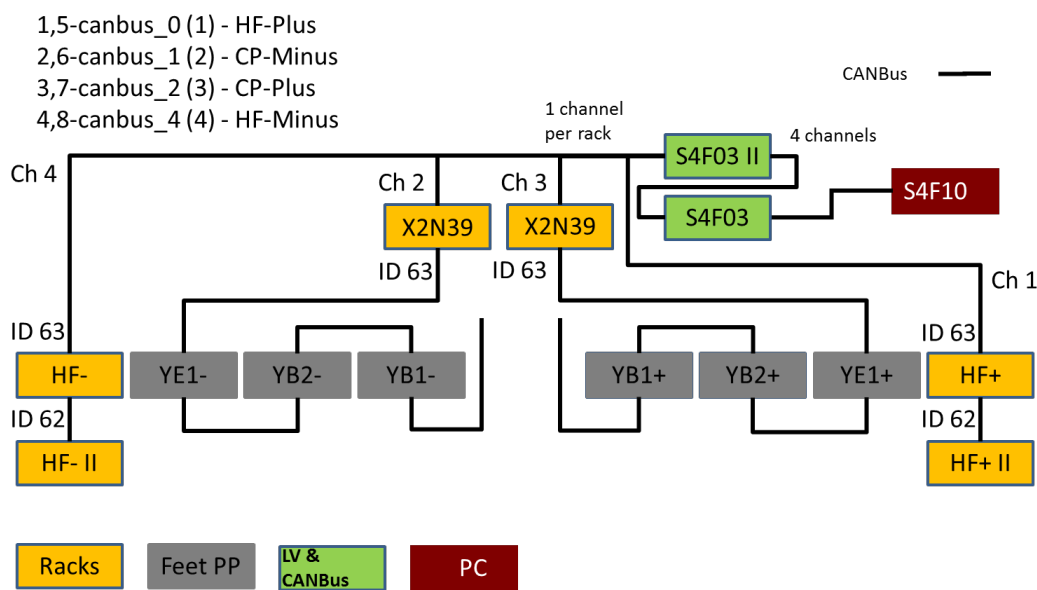 1,5-canbus_0 (1) - HF-Plus
2,6-canbus_1 (2) - CP-Minus
3,7-canbus_2 (3) - CP-Plus
4,8-canbus_4 (4) - HF-Minus
CANBus
1 channel
per rack
S4F03 II
4 channels
Ch 4
Ch 2
Ch 3
S4F10
X2N39
X2N39
S4F03
ID 63
ID 63
Ch 1
ID 63
ID 63
HF-
YE1-
YB2-
YB1-
YB1+
YB2+
YE1+
HF+
ID 62
ID 62
HF- II
HF+ II
Racks
Feet PP
LV &
CANBus
PC